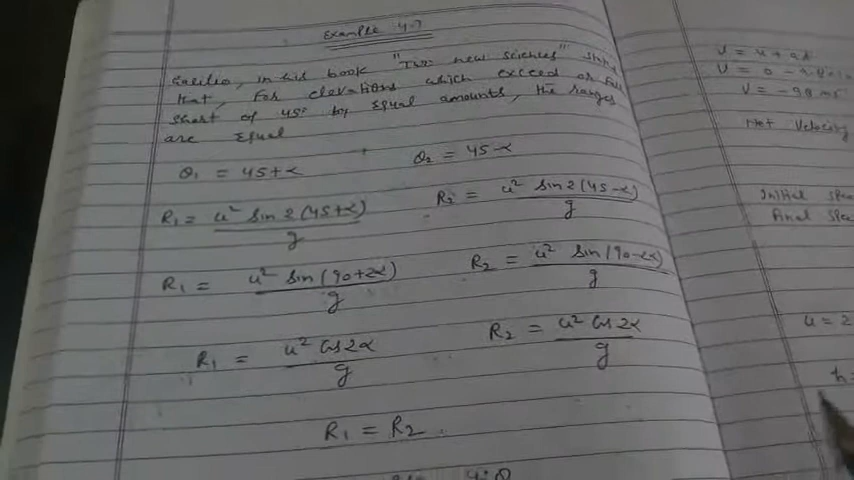 Example 4.7
Galileo, in his book "Two new sciences" states
that, For elevations which exceed or fall
short of 45° by equal amounts, the ranges
are equal
θ₁ = 45+α
θ₂ = 45-α
R₁ = u² sin 2(45+α) / g
R₂ = u² sin 2(45-α) / g
R₁ = u² sin(90+2α) / g
R₂ = u² sin(90-2α) / g
R₁ = u² cos 2α / g
R₂ = u² cos 2α / g
R₁ = R₂
V = u + at
V = 0 -
Net Velocity
Initial
Final
u = 2
h =